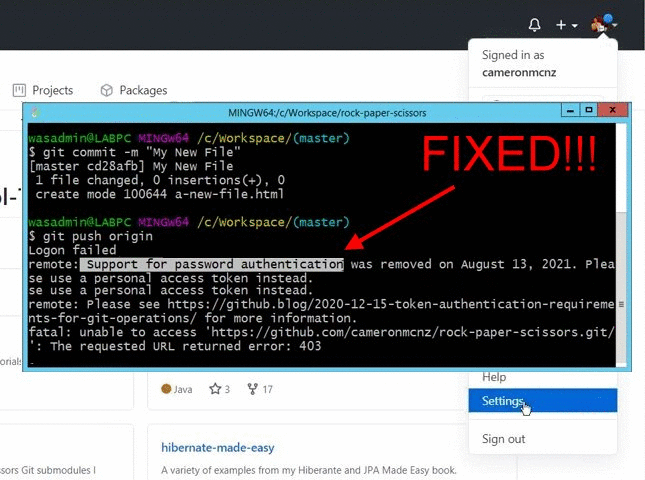 Signed in as
cameronmcnz
Projects
Packages
MINGW64:/c/Workspace/rock-paper-scissors
wasadmin@LABPC MINGW64 /c/Workspace/(master)
$ git commit -m "My New File"
[master cd28afb] My New File
1 file changed, 0 insertions(+), 0
create mode 100644 a-new-file.html
FIXED!!!
wasadmin@LABPC MINGW64 /c/Workspace/(master)
$ git push origin
Logon failed
remote: Support for password authentication was removed on August 13, 2021. Plea
se use a personal access token instead.
se use a personal access token instead.
remote: Please see https://github.blog/2020-12-15-token-authentication-requireme
nts-for-git-operations/ for more information.
fatal: unable to access 'https://github.com/cameronmcnz/rock-paper-scissors.git/
': The requested URL returned error: 403
Java 3 17
Help
Settings
Sign out
hibernate-made-easy
ssors Git submodules I
A variety of examples from my Hiberante and JPA Made Easy book.